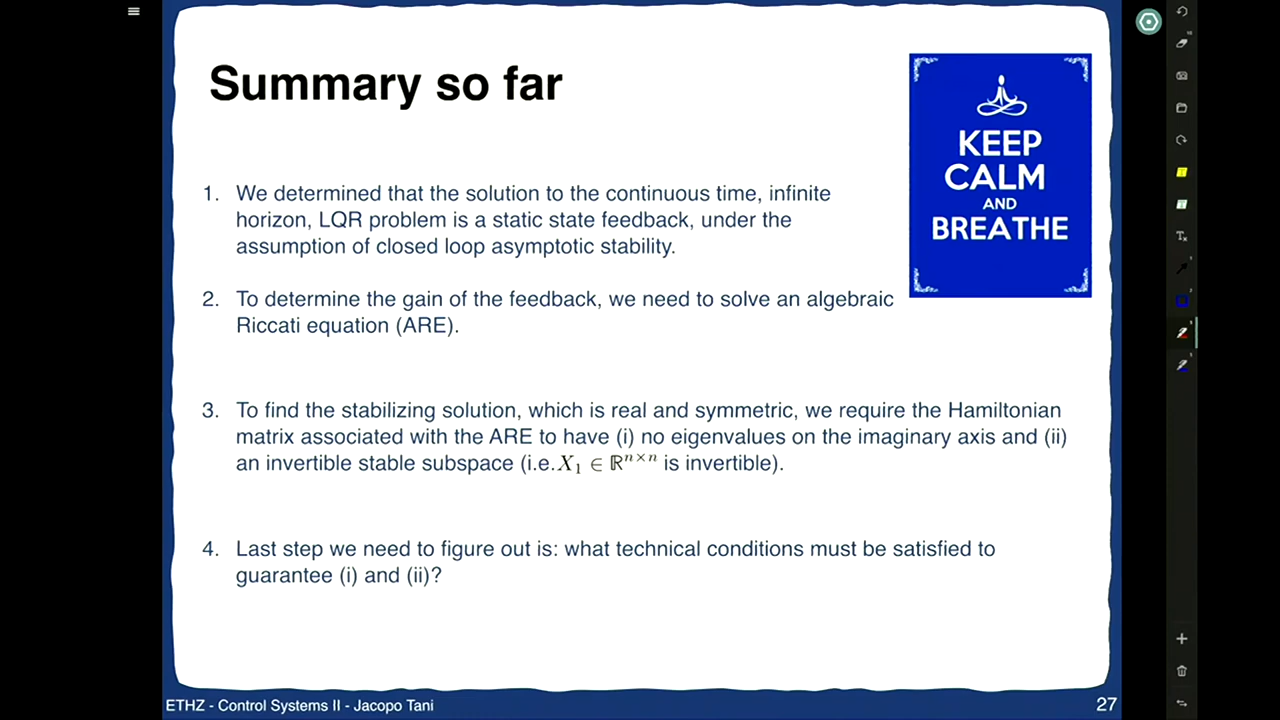 Summary so far
KEEP
CALM
AND
BREATHE
1. We determined that the solution to the continuous time, infinite
horizon, LQR problem is a static state feedback, under the
assumption of closed loop asymptotic stability.
2. To determine the gain of the feedback, we need to solve an algebraic
Riccati equation (ARE).
3. To find the stabilizing solution, which is real and symmetric, we require the Hamiltonian
matrix associated with the ARE to have (i) no eigenvalues on the imaginary axis and (ii)
an invertible stable subspace (i.e. X₁ ∈ ℝⁿˣⁿ is invertible).
4. Last step we need to figure out is: what technical conditions must be satisfied to
guarantee (i) and (ii)?
ETHZ - Control Systems II - Jacopo Tani
27